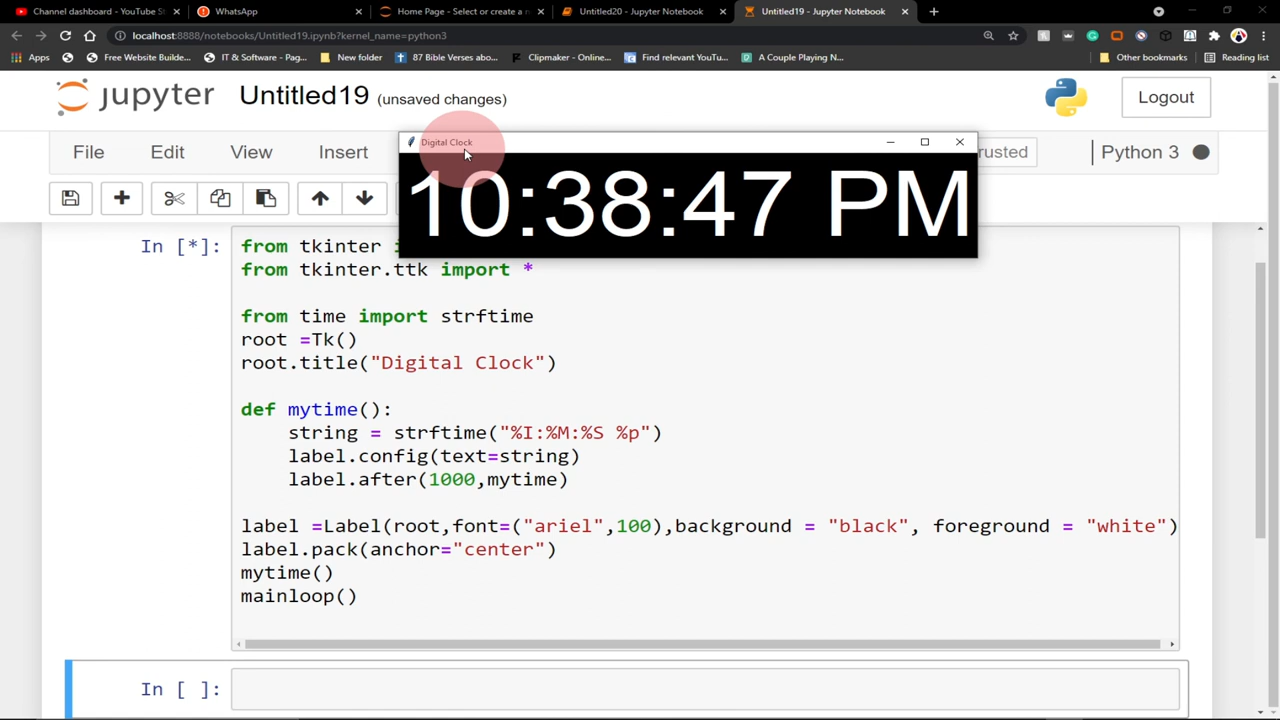 Channel dashboard - YouTube St
WhatsApp
Home Page - Select or create a n
Untitled20 - Jupyter Notebook
Untitled19 - Jupyter Notebook
localhost:8888/notebooks/Untitled19.ipynb?kernel_name=python3
Apps
Free Website Builde...
IT & Software - Pag...
New folder
87 Bible Verses abo...
Clipmaker - Online...
Find relevant YouTu...
A Couple Playing N...
Other bookmarks
Reading list
jupyter Untitled19 (unsaved changes)
Logout
File Edit View Insert
rusted
Python 3
Digital Clock
10:38:47 PM
In [*]:
from tkinter i
from tkinter.ttk import *
from time import strftime
root =Tk()
root.title("Digital Clock")
def mytime():
    string = strftime("%I:%M:%S %p")
    label.config(text=string)
    label.after(1000,mytime)
label =Label(root,font=("ariel",100),background = "black", foreground = "white")
label.pack(anchor="center")
mytime()
mainloop()
In [ ]: